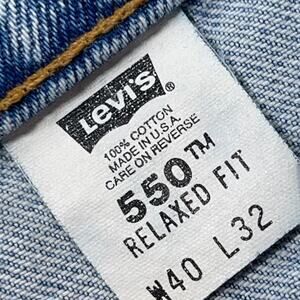 Levi's®
100% COTTON
MADE IN U.S.A.
CARE ON REVERSE
550™
RELAXED FIT
W40 L32